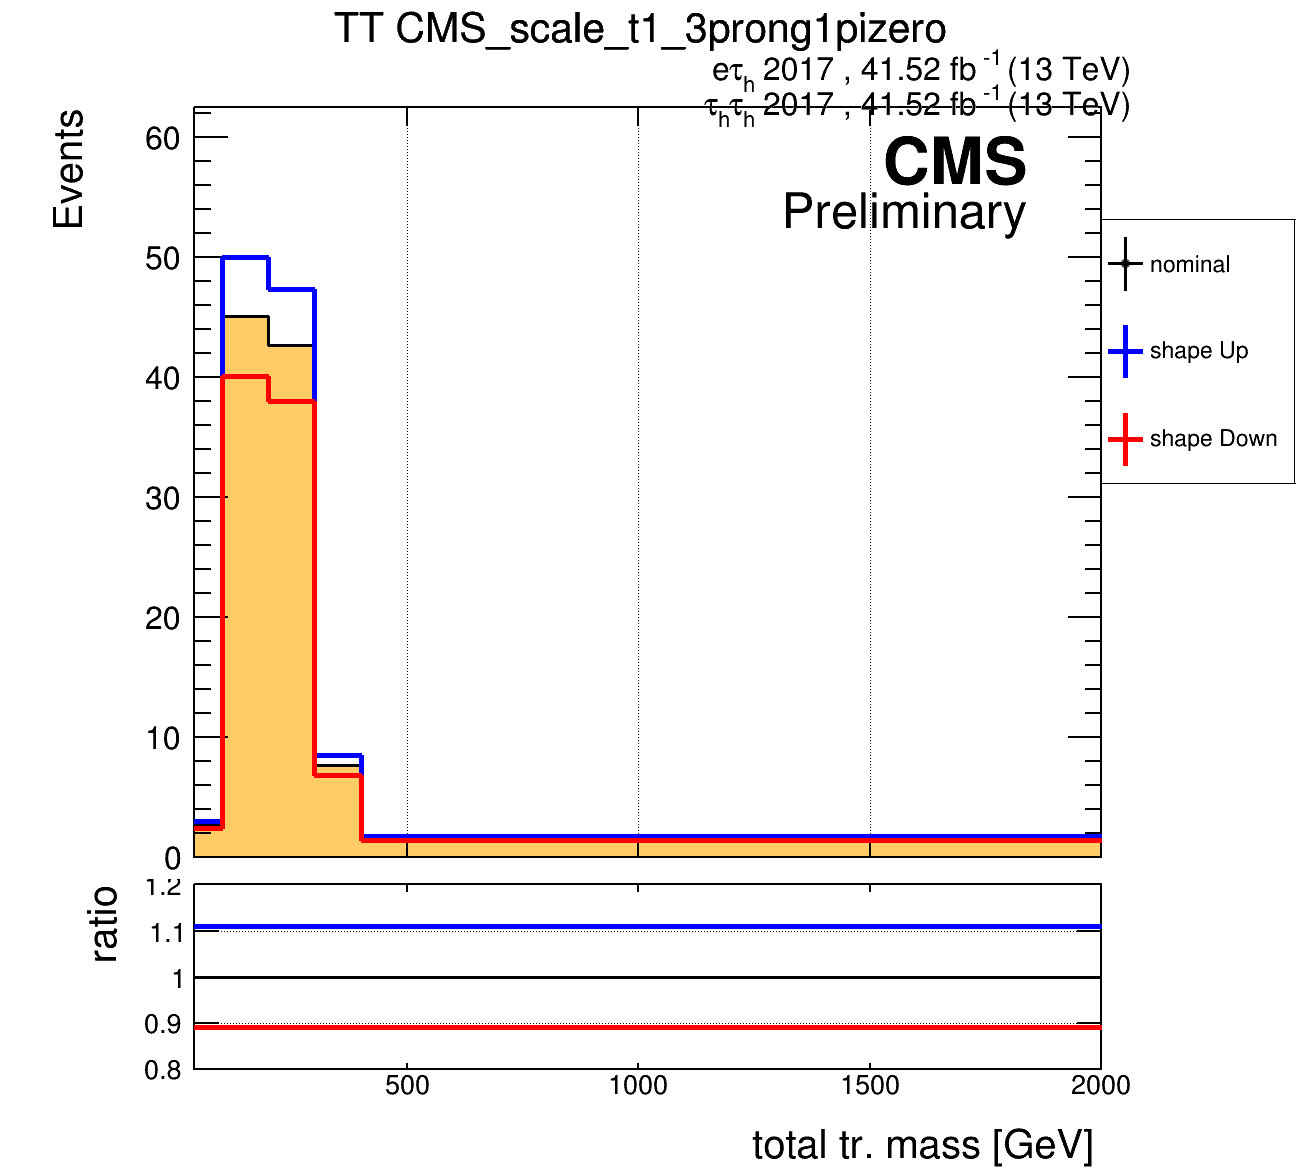 TT CMS_scale_t1_3prong1pizero
eτh 2017 , 41.52 fb-1 (13 TeV)
τhτh 2017 , 41.52 fb-1 (13 TeV)
CMS
Preliminary
Events
60
50
40
30
20
10
0
nominal
shape Up
shape Down
ratio
1.2
1.1
1
0.9
0.8
500 1000 1500 2000
total tr. mass [GeV]